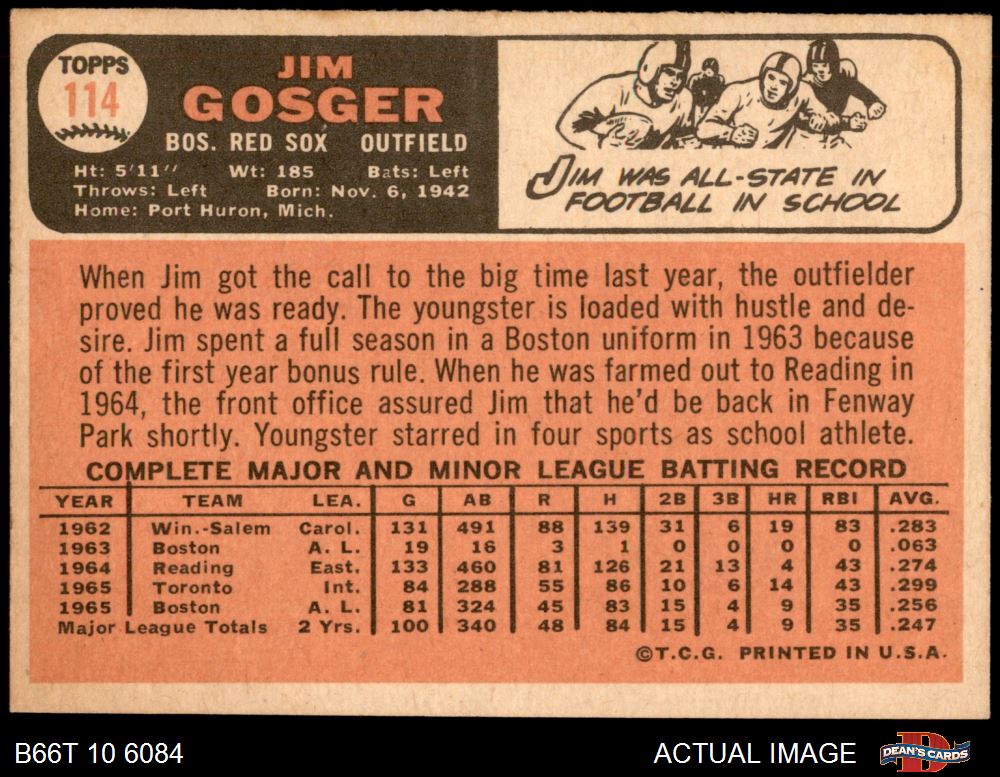 TOPPS
114
JIM
GOSGER
BOS. RED SOX OUTFIELD
Ht: 5'11" Wt: 185 Bats: Left
Throws: Left Born: Nov. 6, 1942
Home: Port Huron, Mich.
JIM WAS ALL-STATE IN
FOOTBALL IN SCHOOL
When Jim got the call to the big time last year, the outfielder
proved he was ready. The youngster is loaded with hustle and de-
sire. Jim spent a full season in a Boston uniform in 1963 because
of the first year bonus rule. When he was farmed out to Reading in
1964, the front office assured Jim that he'd be back in Fenway
Park shortly. Youngster starred in four sports as school athlete.
COMPLETE MAJOR AND MINOR LEAGUE BATTING RECORD
YEAR TEAM LEA. G AB R H 2B 3B HR RBI AVG.
1962 Win.-Salem Carol. 131 491 88 139 31 6 19 83 .283
1963 Boston A. L. 19 16 3 1 0 0 0 0 .063
1964 Reading East. 133 460 81 126 21 13 4 43 .274
1965 Toronto Int. 84 288 55 86 10 6 14 43 .299
1965 Boston A. L. 81 324 45 83 15 4 9 35 .256
Major League Totals 2 Yrs. 100 340 48 84 15 4 9 35 .247
©T.C.G. PRINTED IN U.S.A.
B66T 10 6084
ACTUAL IMAGE
DEAN'S CARDS